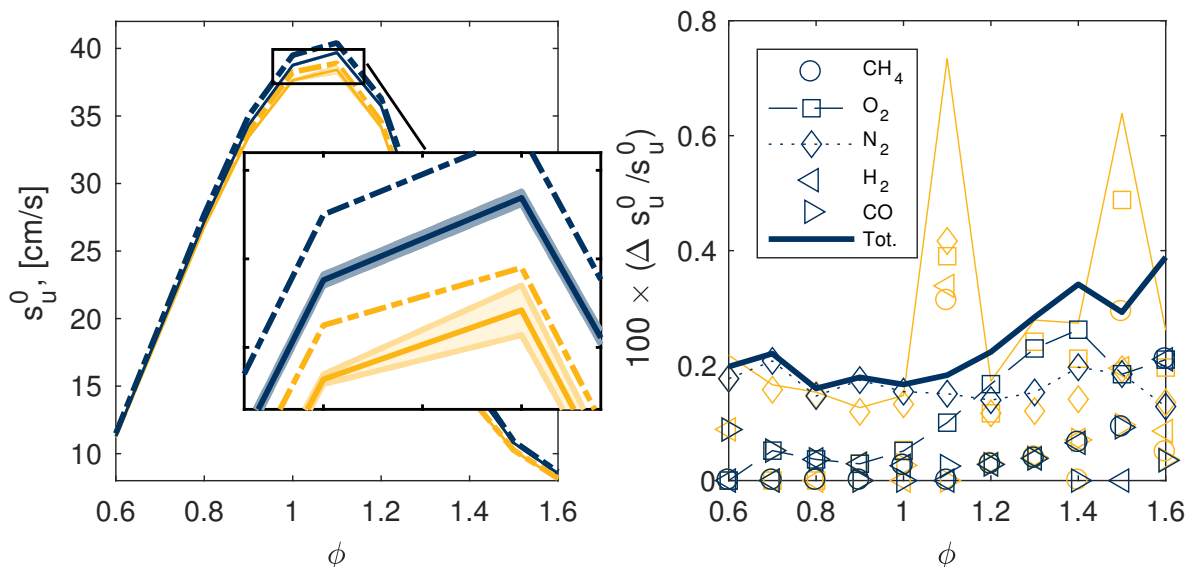 s_u^0, [cm/s]
40
35
30
25
20
15
10
0.6 0.8 1 1.2 1.4 1.6
ϕ
100 × (Δ s_u^0 /s_u^0)
0.8
0.6
0.4
0.2
0
CH_4
O_2
N_2
H_2
CO
Tot.
0.6 0.8 1 1.2 1.4 1.6
ϕ